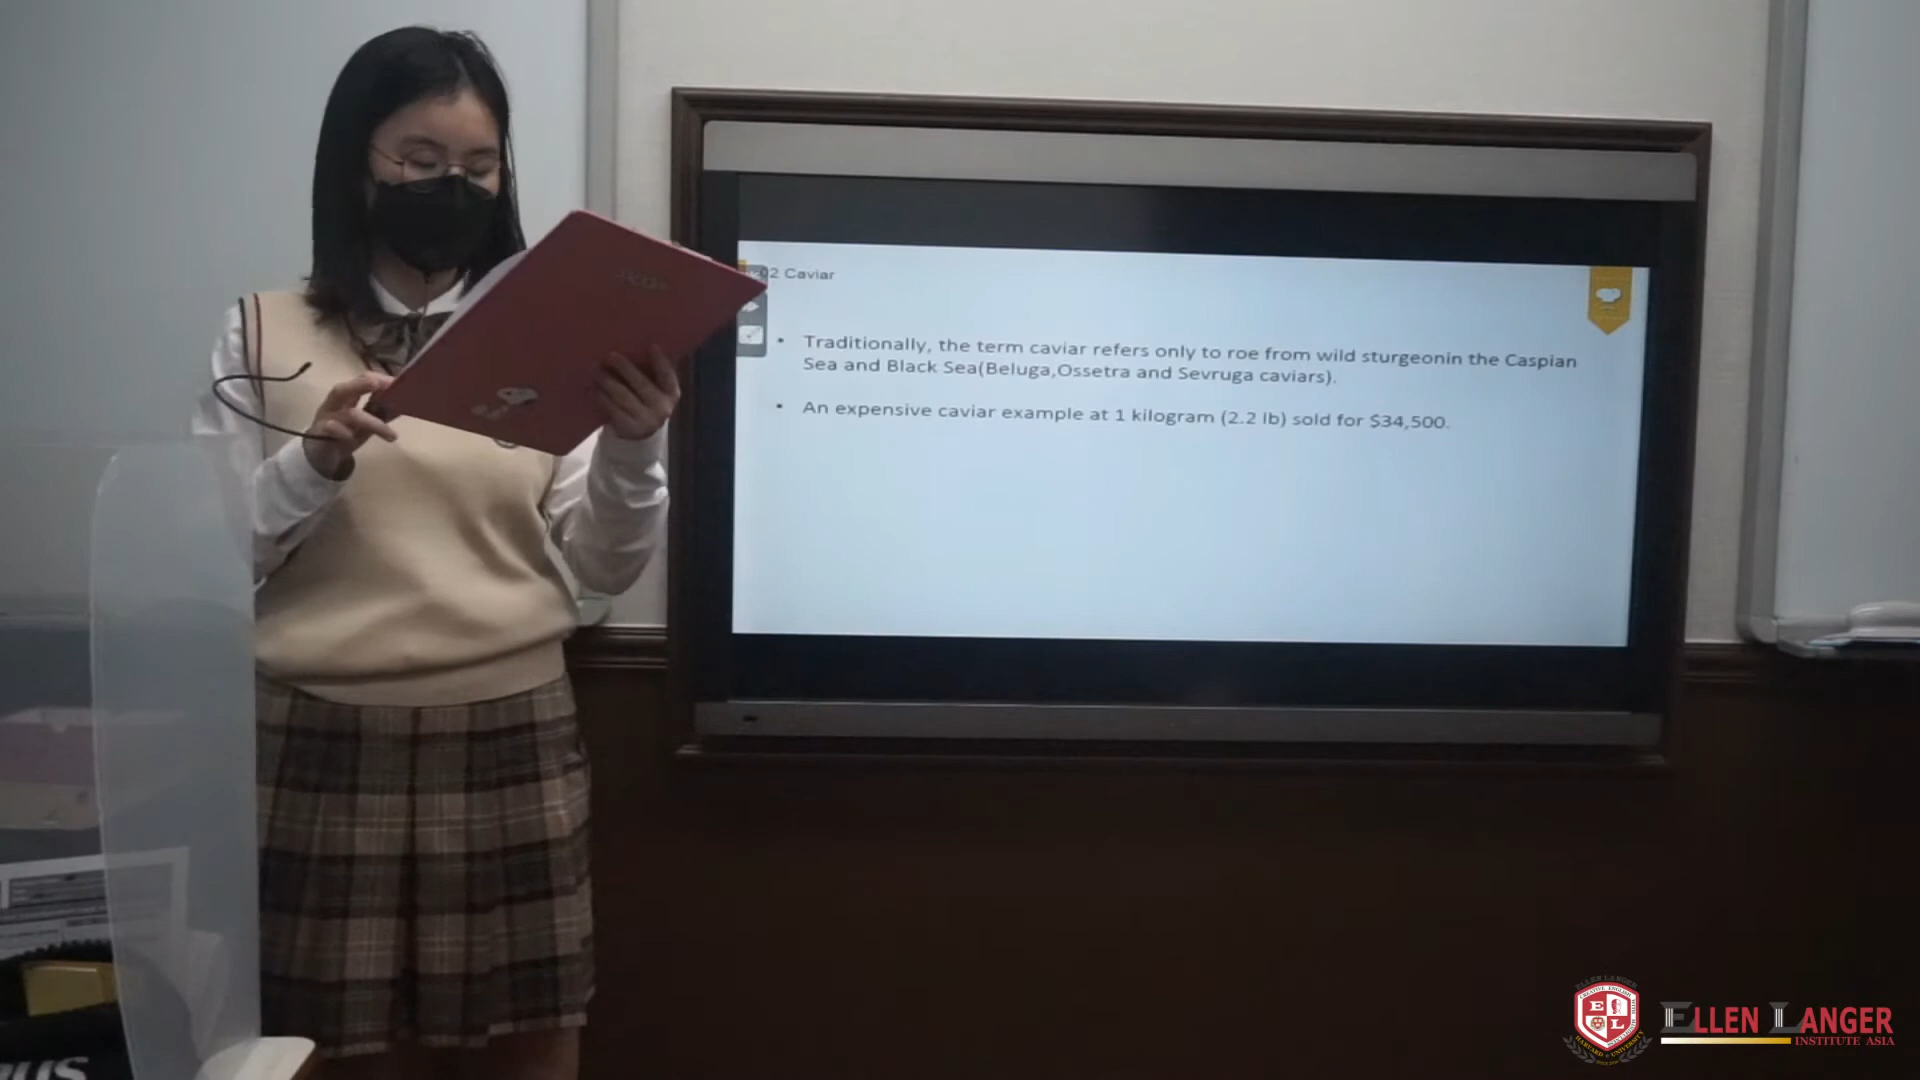 02 Caviar
• Traditionally, the term caviar refers only to roe from wild sturgeonin the Caspian
Sea and Black Sea(Beluga,Ossetra and Sevruga caviars).
• An expensive caviar example at 1 kilogram (2.2 lb) sold for $34,500.
ELLEN LANGER
INSTITUTE ASIA
ELLEN LANGER
E
L